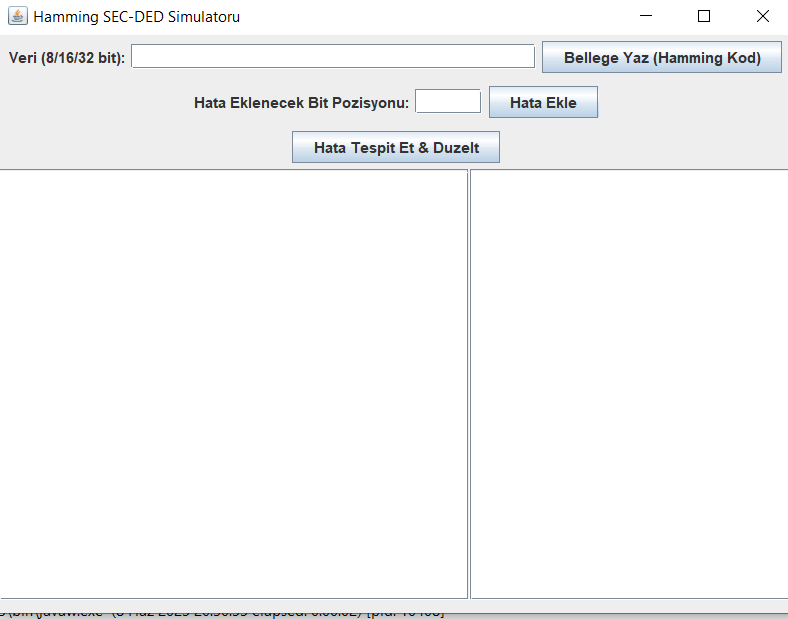 Hamming SEC-DED Simulatoru
Veri (8/16/32 bit): Bellege Yaz (Hamming Kod)
Hata Eklenecek Bit Pozisyonu: Hata Ekle
Hata Tespit Et & Duzelt